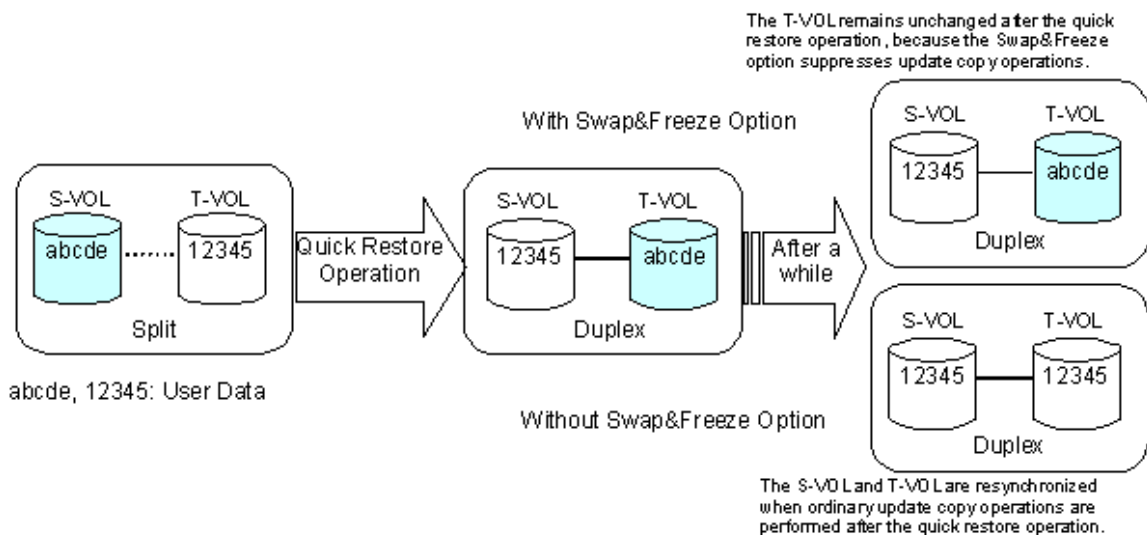 The T-VOL remains unchanged after the quick
restore operation, because the Swap&Freeze
option suppresses update copy operations.
With Swap&Freeze Option
S-VOL T-VOL
12345 abcde
Duplex
S-VOL T-VOL
abcde 12345
Split
Quick Restore
Operation
S-VOL T-VOL
12345 abcde
Duplex
After a
while
S-VOL T-VOL
12345 12345
Duplex
abcde, 12345: User Data
Without Swap&Freeze Option
The S-VOL and T-VOL are resynchronized
when ordinary update copy operations are
performed after the quick restore operation.